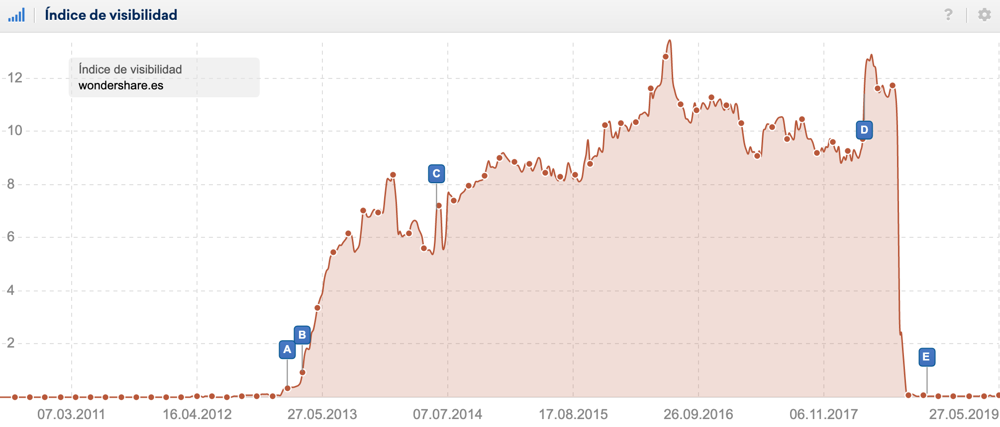 Índice de visibilidad
?
Índice de visibilidad
wondershare.es
12
10
8
6
4
2
A
B
C
D
E
07.03.2011
16.04.2012
27.05.2013
07.07.2014
17.08.2015
26.09.2016
06.11.2017
27.05.2019